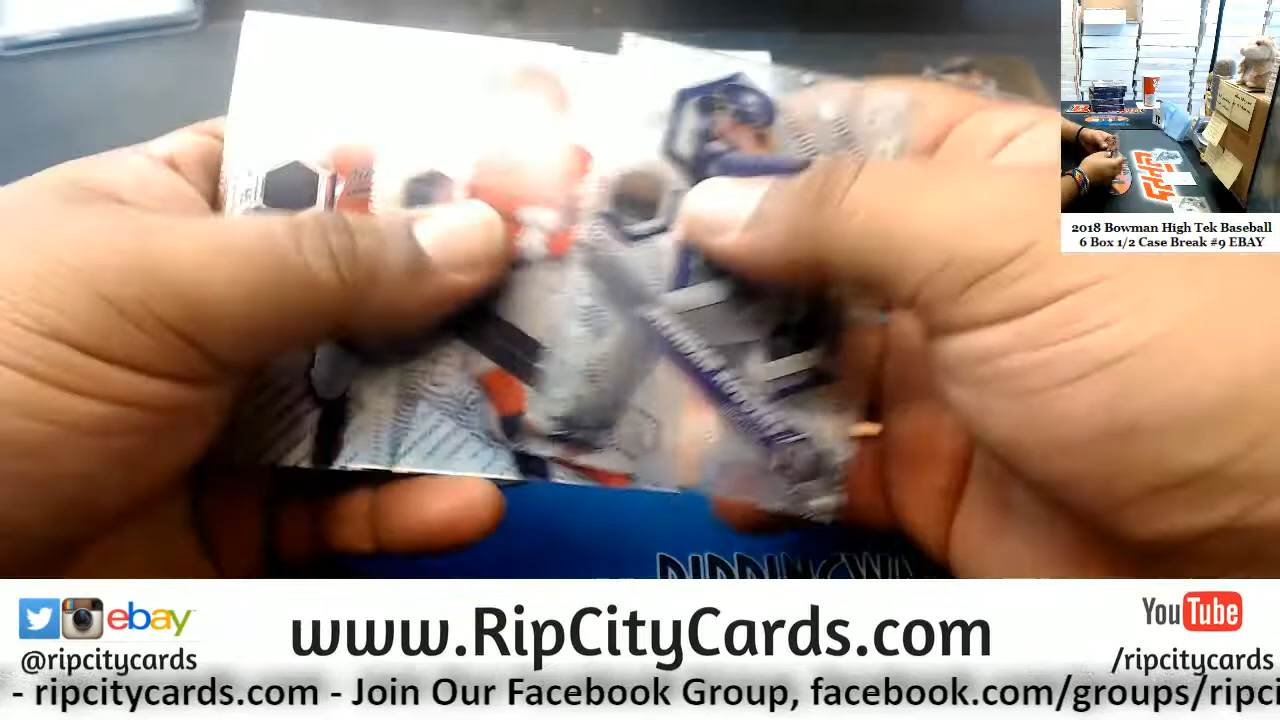 2018 Bowman High Tek Baseball
6 Box 1/2 Case Break #9 EBAY
ebay
www.RipCityCards.com
YouTube
@ripcitycards
/ripcitycards
- ripcitycards.com - Join Our Facebook Group, facebook.com/groups/ripci